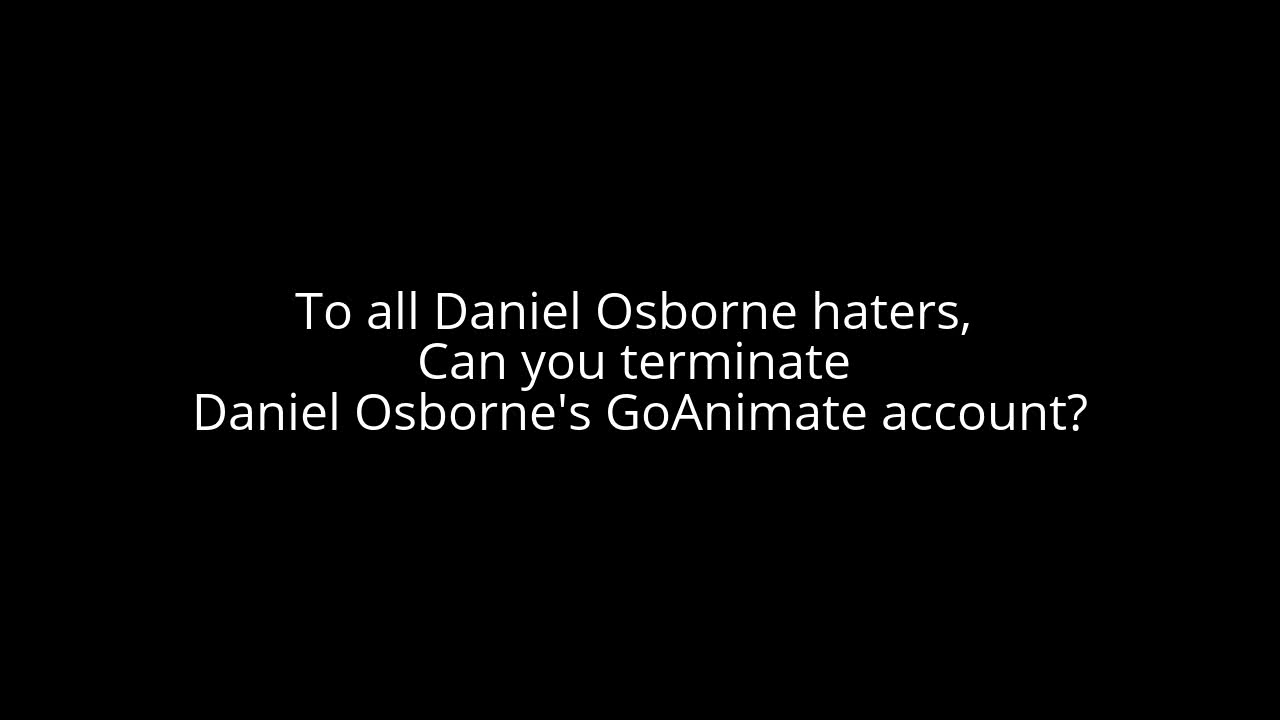 To all Daniel Osborne haters,
Can you terminate
Daniel Osborne's GoAnimate account?